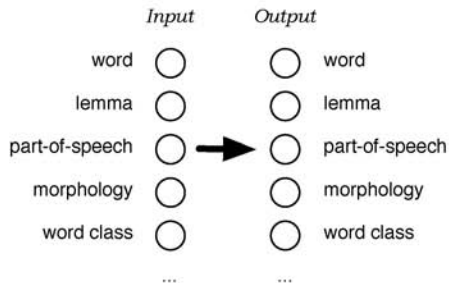 Input Output
word word
lemma lemma
part-of-speech part-of-speech
morphology morphology
word class word class
... ...